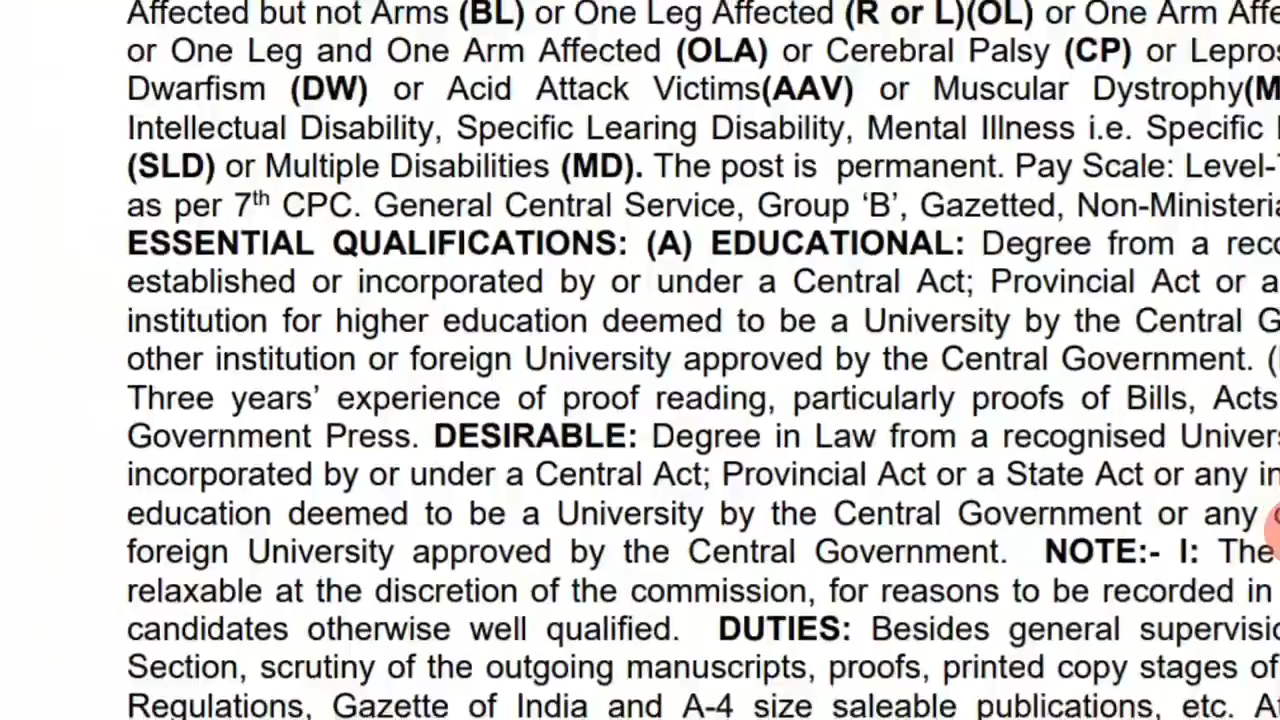 Affected but not Arms (BL) or One Leg Affected (R or L)(OL) or One Arm
or One Leg and One Arm Affected (OLA) or Cerebral Palsy (CP) or
Dwarfism (DW) or Acid Attack Victims(AAV) or Muscular Dystrophy(M
Intellectual Disability, Specific Learing Disability, Mental Illness i.e. Specific
(SLD) or Multiple Disabilities (MD). The post is permanent. Pay Scale: Level-
as per 7th CPC. General Central Service, Group ‘B’, Gazetted,
ESSENTIAL QUALIFICATIONS: (A) EDUCATIONAL: Degree from a
established or incorporated by or under a Central Act; Provincial Act or a
institution for higher education deemed to be a University by the Central G
other institution or foreign University approved by the Central Government. (
Three years’ experience of proof reading, particularly proofs of Bills, Acts
Government Press. DESIRABLE: Degree in Law from a recognised
incorporated by or under a Central Act; Provincial Act or a State Act or any
education deemed to be a University by the Central Government or any
foreign University approved by the Central Government. NOTE:- I: The
relaxable at the discretion of the commission, for reasons to be recorded in
candidates otherwise well qualified. DUTIES: Besides general
Section, scrutiny of the outgoing manuscripts, proofs, printed copy stages of
Regulations, Gazette of India and A-4 size saleable publications, etc. A